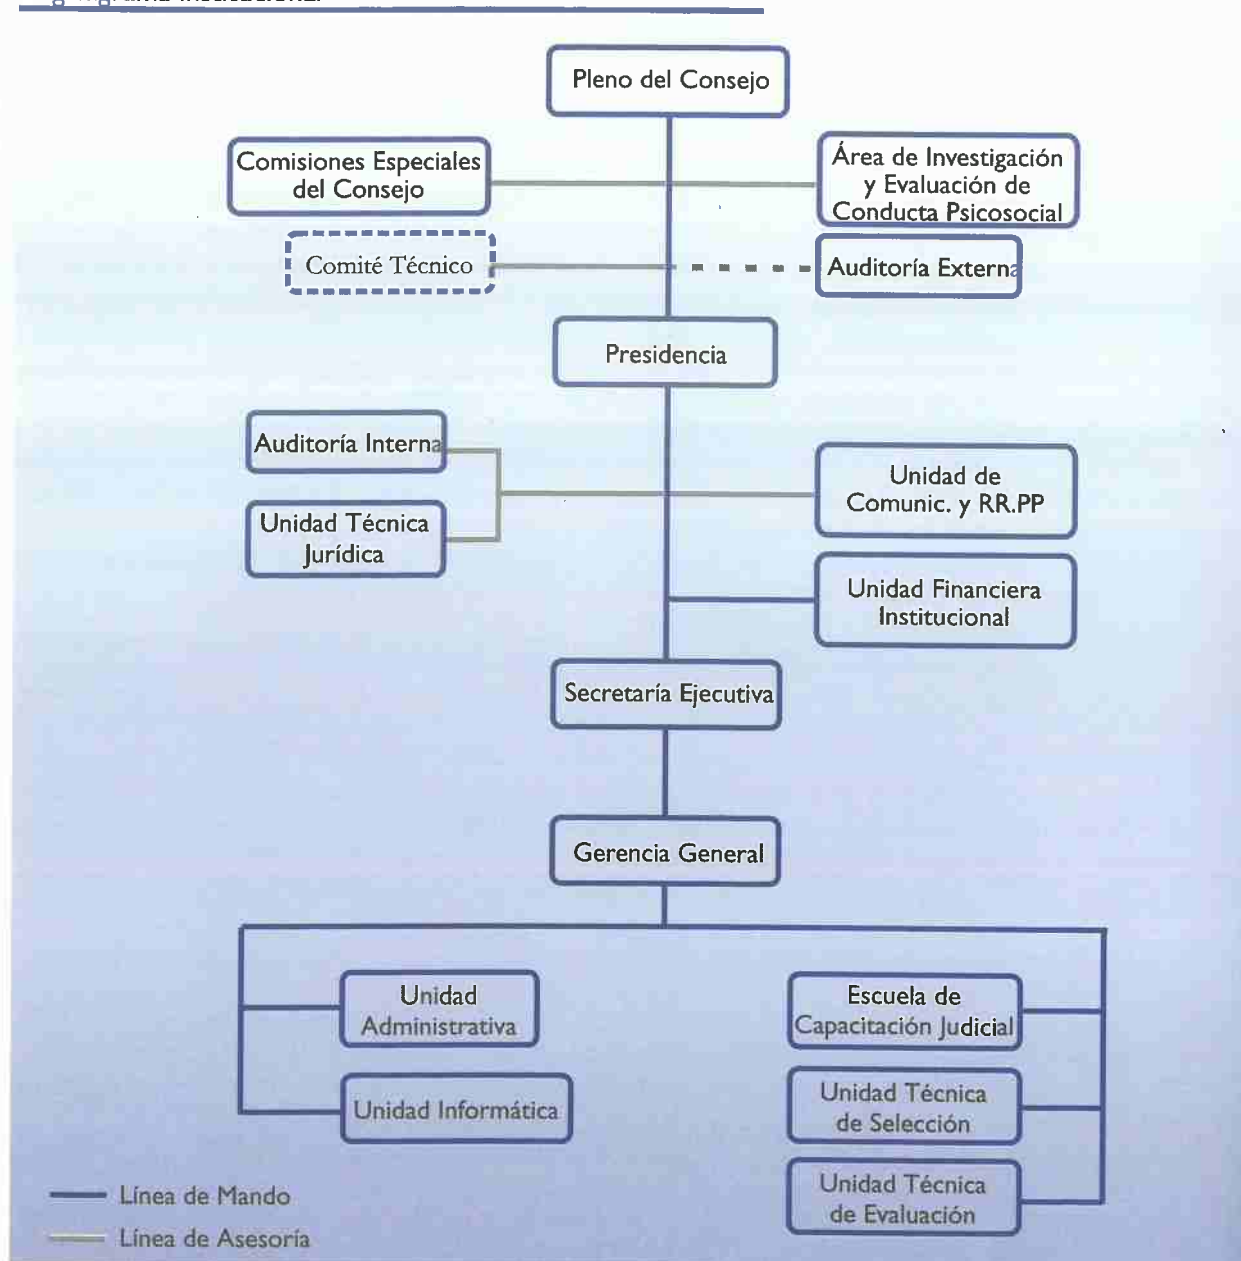 Pleno del Consejo
Comisiones Especiales
del Consejo
Área de Investigación
y Evaluación de
Conducta Psicosocial
Comité Técnico
Auditoría Externa
Presidencia
Auditoría Interna
Unidad Técnica
Jurídica
Unidad de
Comunic. y RR.PP
Unidad Financiera
Institucional
Secretaría Ejecutiva
Gerencia General
Unidad
Administrativa
Unidad Informática
Escuela de
Capacitación Judicial
Unidad Técnica
de Selección
Unidad Técnica
de Evaluación
Línea de Mando
Línea de Asesoría